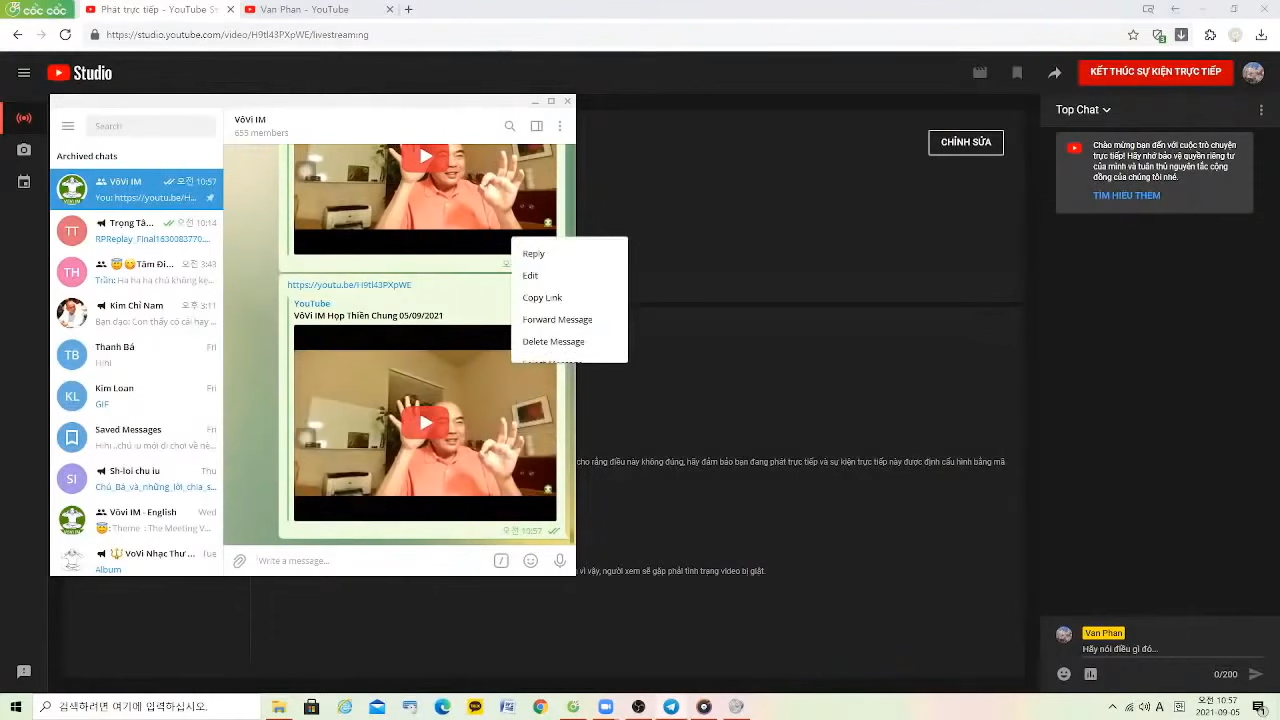 cốc cốc
Phát trực tiếp - YouTube St
Van Phan - YouTube
https://studio.youtube.com/video/H9tl43PXpWE/livestreaming
Studio
KẾT THÚC SỰ KIỆN TRỰC TIẾP
Search
Archived chats
VôVi IM
오전 10:57
You: https://youtu.be/H...
Trọng Tâ...
오전 10:14
RPReplay_Final1630083770...
Tâm Đi...
오전 3:43
Trần: Ha ha ha chú không kẹ...
Kim Chỉ Nam
오후 3:11
Bạn đạo: Con thấy có cái hay ...
Thanh Bá
Fri
Hihi
Kim Loan
Fri
GIF
Saved Messages
Fri
Hihi ..chú iu mới đi chơi về nè...
Sh-loi chu iu
Thu
Chú_Bá_và_những_lời_chia_s...
VôVi IM - English
Wed
: Theme : The Meeting V...
VoVi Nhạc Thư ...
Tue
Album
TT
TH
TB
KL
SI
VôVi IM
655 members
https://youtu.be/H9tl43PXpWE
YouTube
VôVi IM Họp Thiền Chung 05/09/2021
오전 10:57
Write a message...
Reply
Edit
Copy Link
Forward Message
Delete Message
CHỈNH SỬA
cho rằng điều này không đúng, hãy đảm bảo bạn đang phát trực tiếp và sự kiện trực tiếp này được định cấu hình bằng mã
vì vậy, người xem sẽ gặp phải tình trạng video bị giật.
Top Chat
Chào mừng bạn đến với cuộc trò chuyện
trực tiếp! Hãy nhớ bảo vệ quyền riêng tư
của mình và tuân thủ nguyên tắc cộng
đồng của chúng tôi nhé.
TÌM HIỂU THÊM
Van Phan
Hãy nói điều gì đó...
0/200
검색하려면 여기에 입력하십시오.
TALK
A
오전 10:57
2021-09-05